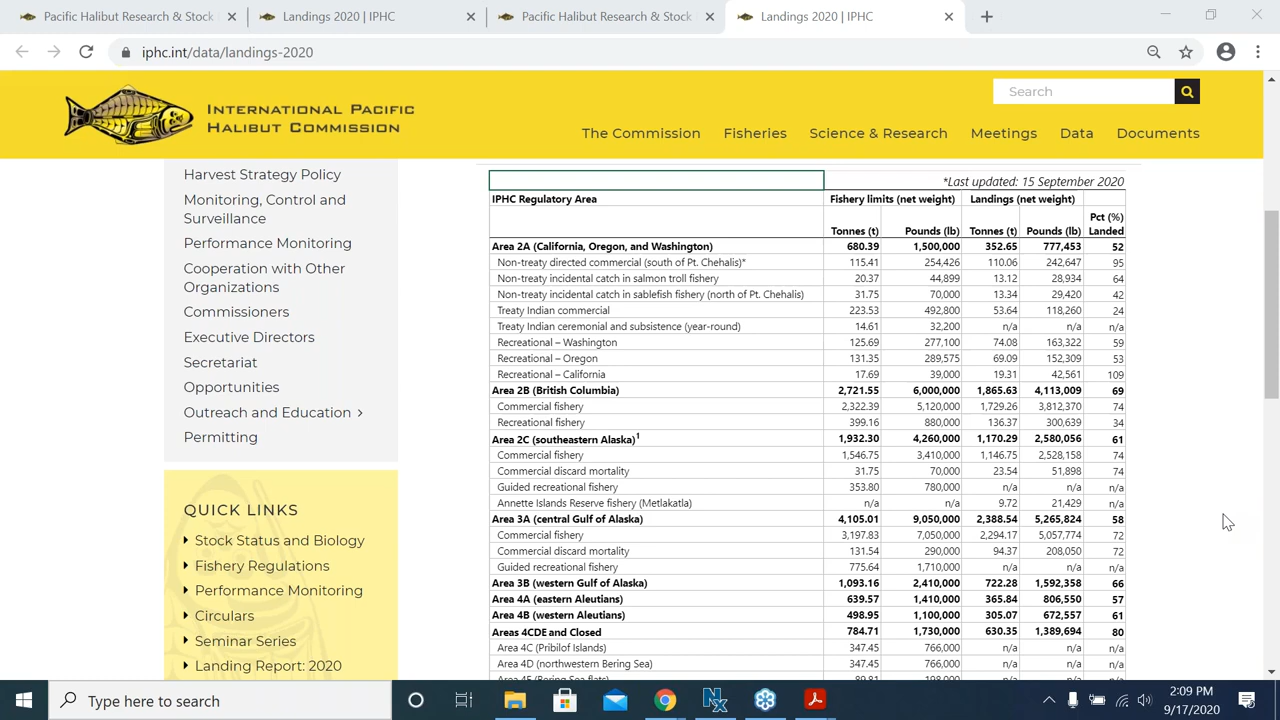 Pacific Halibut Research & Stock
Landings 2020 | IPHC
Pacific Halibut Research & Stock
Landings 2020 | IPHC
iphc.int/data/landings-2020
INTERNATIONAL PACIFIC
HALIBUT COMMISSION
Search
The Commission Fisheries Science & Research Meetings Data Documents
Harvest Strategy Policy
Monitoring, Control and
Surveillance
Performance Monitoring
Cooperation with Other
Organizations
Commissioners
Executive Directors
Secretariat
Opportunities
Outreach and Education
Permitting
QUICK LINKS
Stock Status and Biology
Fishery Regulations
Performance Monitoring
Circulars
Seminar Series
Landing Report: 2020
*Last updated: 15 September 2020
IPHC Regulatory Area Fishery limits (net weight) Landings (net weight)
Pct (%)
Tonnes (t) Pounds (lb) Tonnes (t) Pounds (lb) Landed
Area 2A (California, Oregon, and Washington) 680.39 1,500,000 352.65 777,453 52
Non-treaty directed commercial (south of Pt. Chehalis)* 115.41 254,426 110.06 242,647 95
Non-treaty incidental catch in salmon troll fishery 20.37 44,899 13.12 28,934 64
Non-treaty incidental catch in sablefish fishery (north of Pt. Chehalis) 31.75 70,000 13.34 29,420 42
Treaty Indian commercial 223.53 492,800 53.64 118,260 24
Treaty Indian ceremonial and subsistence (year-round) 14.61 32,200 n/a n/a n/a
Recreational – Washington 125.69 277,100 74.08 163,322 59
Recreational – Oregon 131.35 289,575 69.09 152,309 53
Recreational – California 17.69 39,000 19.31 42,561 109
Area 2B (British Columbia) 2,721.55 6,000,000 1,865.63 4,113,009 69
Commercial fishery 2,322.39 5,120,000 1,729.26 3,812,370 74
Recreational fishery 399.16 880,000 136.37 300,639 34
Area 2C (southeastern Alaska)1 1,932.30 4,260,000 1,170.29 2,580,056 61
Commercial fishery 1,546.75 3,410,000 1,146.75 2,528,158 74
Commercial discard mortality 31.75 70,000 23.54 51,898 74
Guided recreational fishery 353.80 780,000 n/a n/a n/a
Annette Islands Reserve fishery (Metlakatla) n/a n/a 9.72 21,429 n/a
Area 3A (central Gulf of Alaska) 4,105.01 9,050,000 2,388.54 5,265,824 58
Commercial fishery 3,197.83 7,050,000 2,294.17 5,057,774 72
Commercial discard mortality 131.54 290,000 94.37 208,050 72
Guided recreational fishery 775.64 1,710,000 n/a n/a n/a
Area 3B (western Gulf of Alaska) 1,093.16 2,410,000 722.28 1,592,358 66
Area 4A (eastern Aleutians) 639.57 1,410,000 365.84 806,550 57
Area 4B (western Aleutians) 498.95 1,100,000 305.07 672,557 61
Areas 4CDE and Closed 784.71 1,730,000 630.35 1,389,694 80
Area 4C (Pribilof Islands) 347.45 766,000 n/a n/a n/a
Area 4D (northwestern Bering Sea) 347.45 766,000 n/a n/a n/a
Area 4E (Bering Sea flats) 89.81 198,000 n/a n/a n/a
Type here to search
2:09 PM
9/17/2020